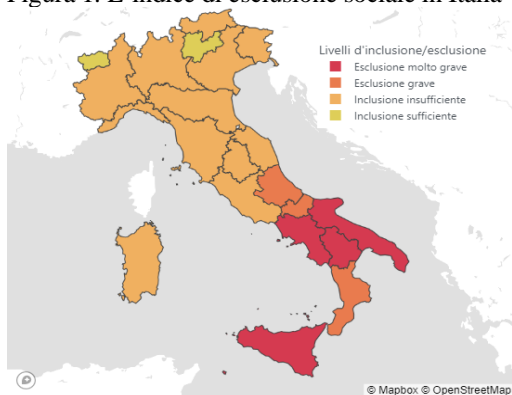 Figura 1: L'indice di esclusione sociale in Italia
Livelli d'inclusione/esclusione
Esclusione molto grave
Esclusione grave
Inclusione insufficiente
Inclusione sufficiente
© Mapbox © OpenStreetMap